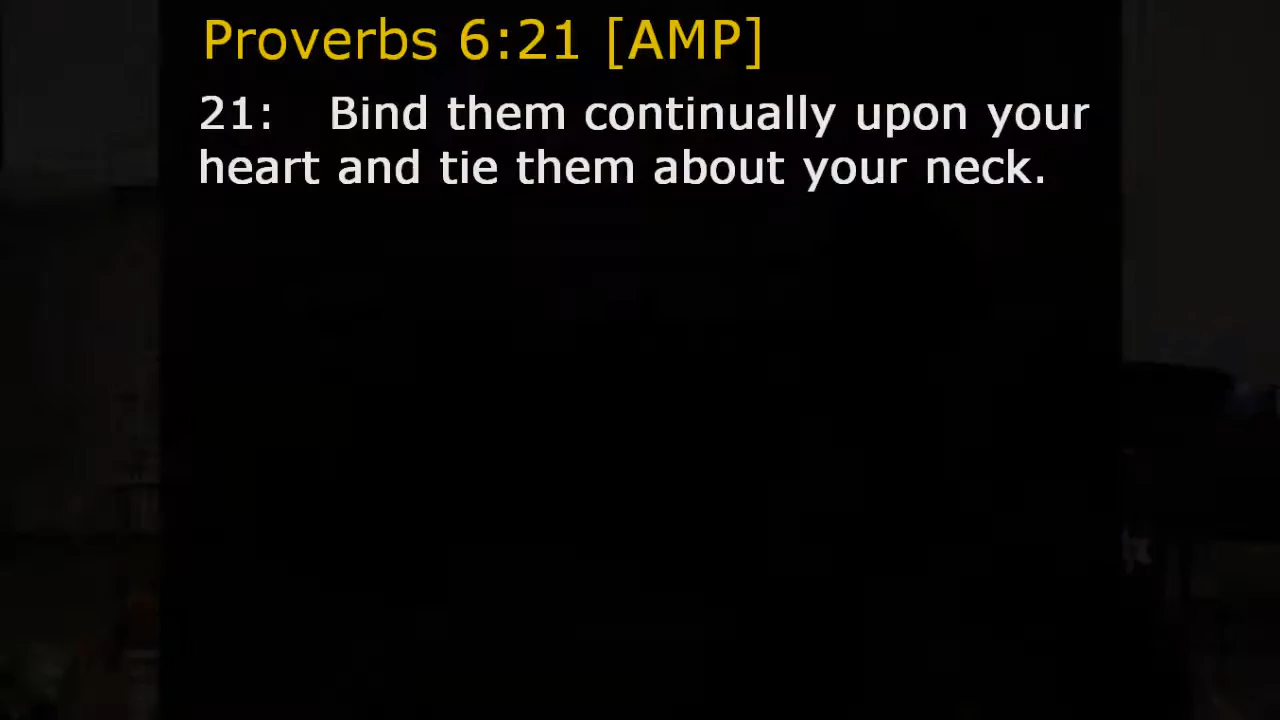 Proverbs 6:21 [AMP]
21: Bind them continually upon your
heart and tie them about your neck.